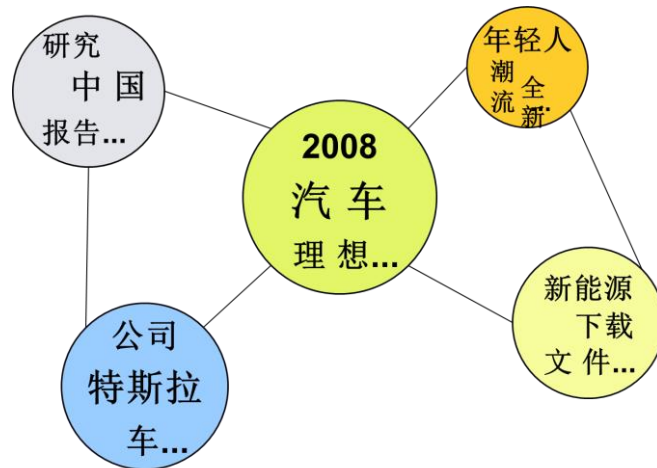 研究
中国
报告...
年轻人
潮流
全新...
2008
汽车
理想...
新能源
下载
文件...
公司
特斯拉
车...